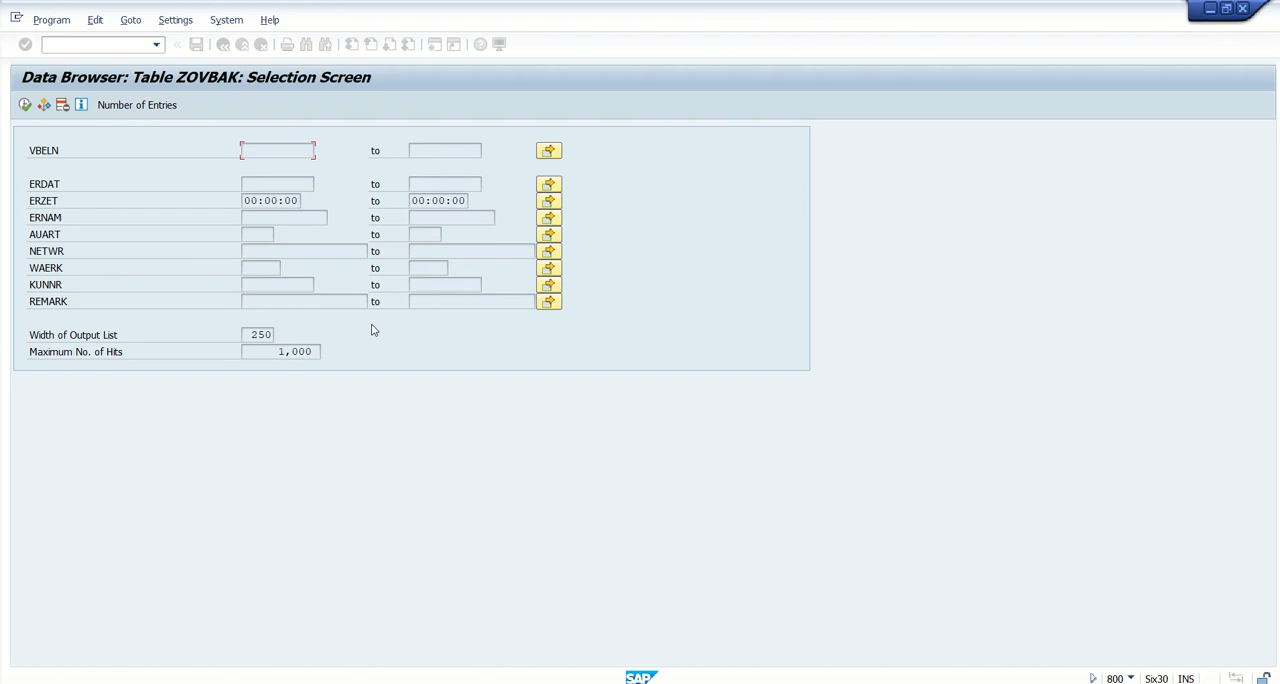 Program Edit Goto Settings System Help
Data Browser: Table ZOVBAK: Selection Screen
Number of Entries
VBELN to
ERDAT to
ERZET 00:00:00 to 00:00:00
ERNAM to
AUART to
NETWR to
WAERK to
KUNNR to
REMARK to
Width of Output List 250
Maximum No. of Hits 1,000
SAP 800 Six30 INS